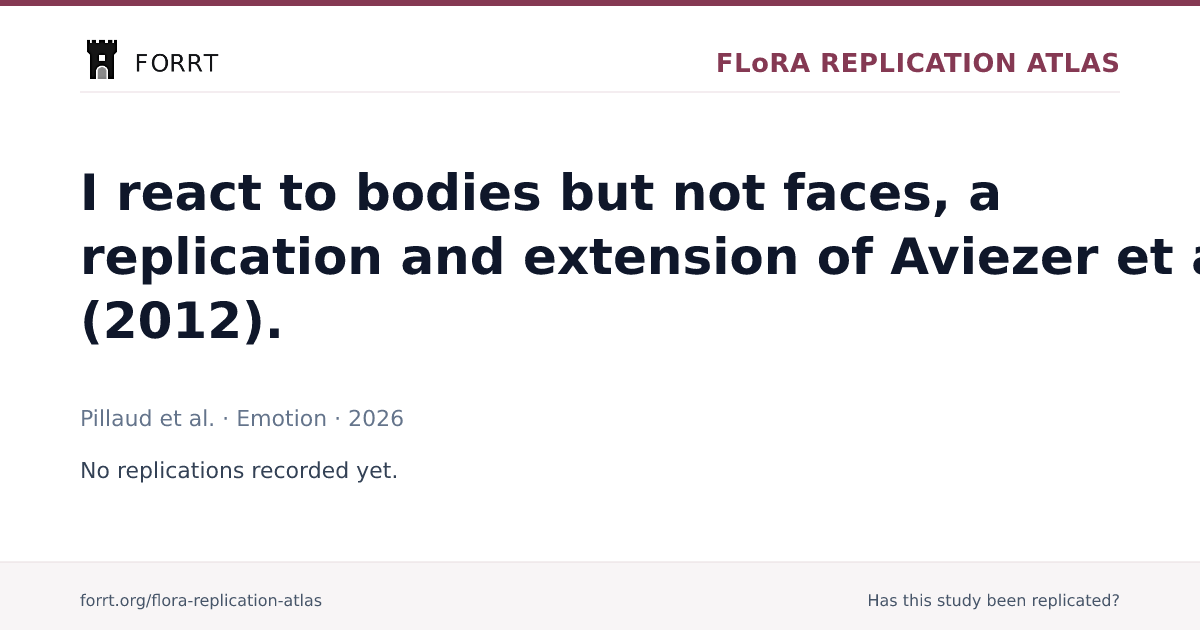 FORRT
FLoRA REPLICATION ATLAS
I react to bodies but not faces, a
replication and extension of Aviezer et a
(2012).
Pillaud et al. · Emotion · 2026
No replications recorded yet.
forrt.org/flora-replication-atlas
Has this study been replicated?